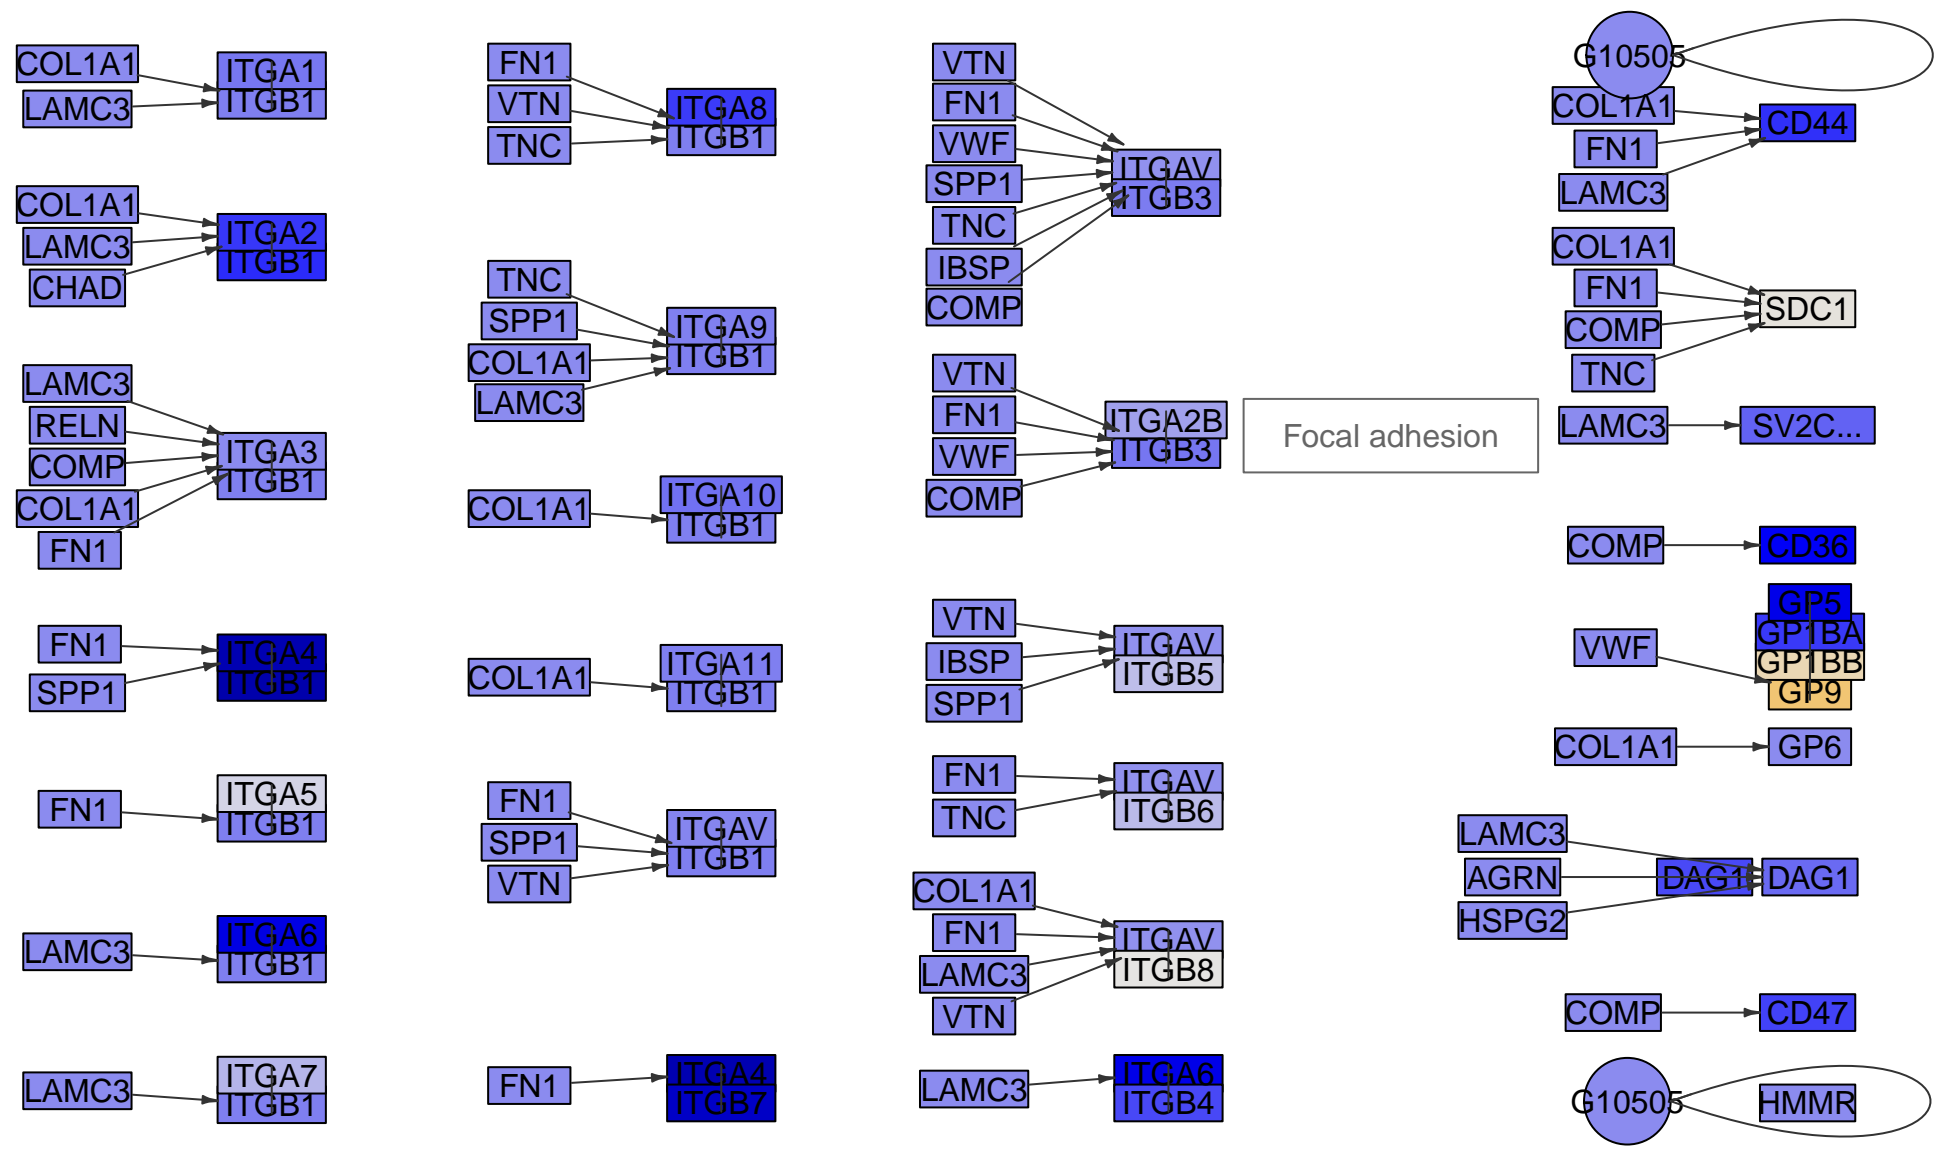 COL1A1
LAMC3
ITGA1
ITGB1
COL1A1
LAMC3
CHAD
ITGA2
ITGB1
LAMC3
RELN
COMP
COL1A1
FN1
ITGA3
ITGB1
FN1
SPP1
ITGA4
ITGB1
FN1
ITGA5
ITGB1
LAMC3
ITGA6
ITGB1
LAMC3
ITGA7
ITGB1
FN1
VTN
TNC
ITGA8
ITGB1
TNC
SPP1
COL1A1
LAMC3
ITGA9
ITGB1
COL1A1
ITGA10
ITGB1
COL1A1
ITGA11
ITGB1
FN1
SPP1
VTN
ITGAV
ITGB1
FN1
ITGA4
ITGB7
VTN
FN1
VWF
SPP1
TNC
IBSP
COMP
ITGAV
ITGB3
VTN
FN1
VWF
COMP
ITGA2B
ITGB3
Focal adhesion
VTN
IBSP
SPP1
ITGAV
ITGB5
FN1
TNC
ITGAV
ITGB6
COL1A1
FN1
LAMC3
VTN
ITGAV
ITGB8
LAMC3
ITGA6
ITGB4
G10505
COL1A1
FN1
LAMC3
CD44
COL1A1
FN1
COMP
TNC
SDC1
LAMC3
SV2C...
COMP
CD36
VWF
GP5
GP1BA
GP1BB
GP9
COL1A1
GP6
LAMC3
AGRN
HSPG2
DAG1
DAG1
COMP
CD47
G10505
HMMR